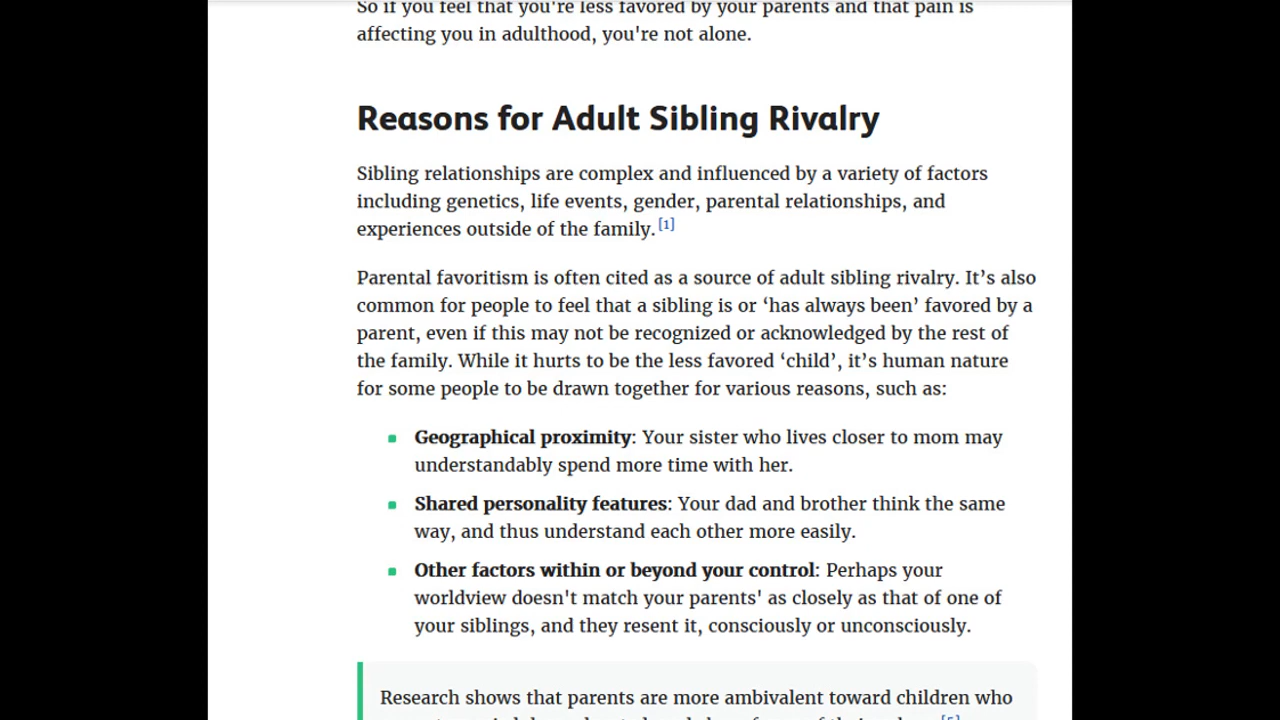 So if you feel that you're less favored by your parents and that pain is
affecting you in adulthood, you're not alone.
Reasons for Adult Sibling Rivalry
Sibling relationships are complex and influenced by a variety of factors
including genetics, life events, gender, parental relationships, and
experiences outside of the family.[1]
Parental favoritism is often cited as a source of adult sibling rivalry. It’s also
common for people to feel that a sibling is or ‘has always been’ favored by a
parent, even if this may not be recognized or acknowledged by the rest of
the family. While it hurts to be the less favored ‘child’, it’s human nature
for some people to be drawn together for various reasons, such as:
Geographical proximity: Your sister who lives closer to mom may
understandably spend more time with her.
Shared personality features: Your dad and brother think the same
way, and thus understand each other more easily.
Other factors within or beyond your control: Perhaps your
worldview doesn't match your parents' as closely as that of one of
your siblings, and they resent it, consciously or unconsciously.
Research shows that parents are more ambivalent toward children who
[5]